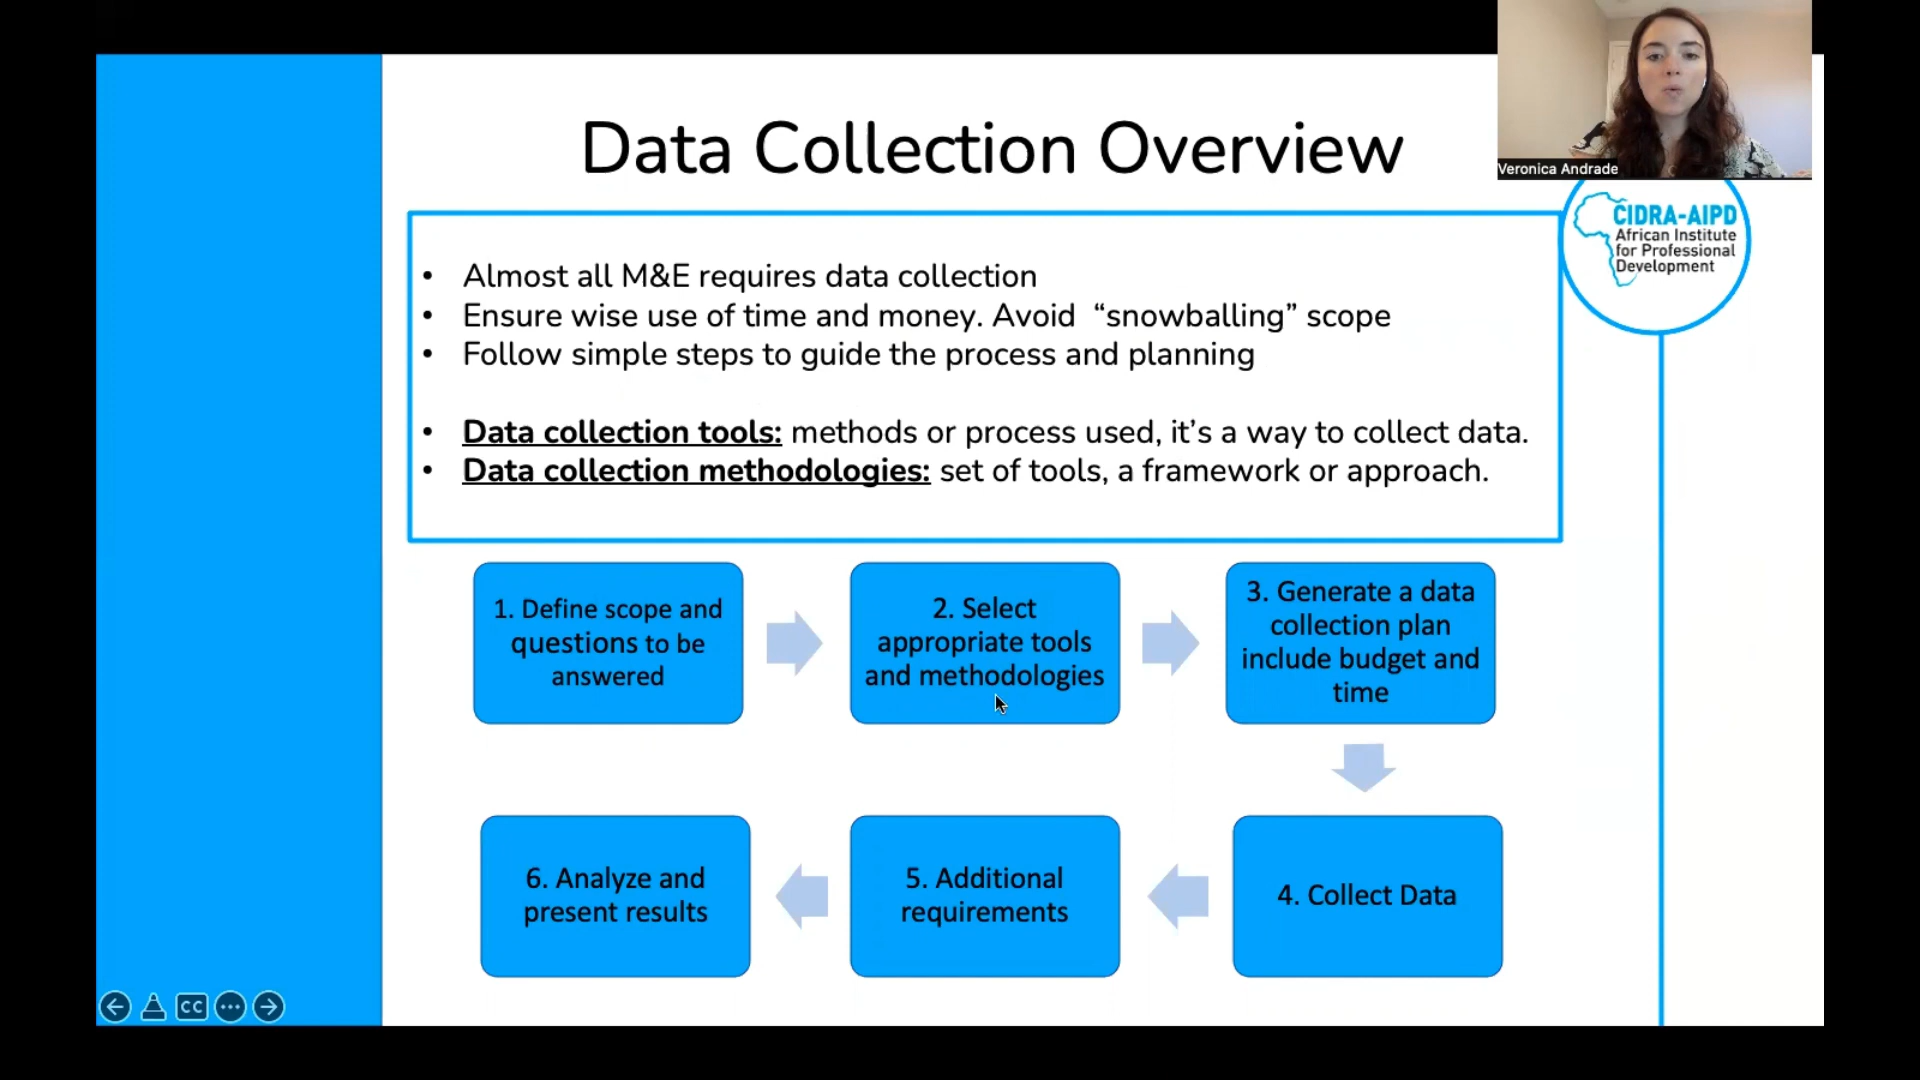 Data Collection Overview
Veronica Andrade
CIDRA-AIPD
African Institute
for Professional
Development
• Almost all M&E requires data collection
• Ensure wise use of time and money. Avoid “snowballing” scope
• Follow simple steps to guide the process and planning
• Data collection tools: methods or process used, it’s a way to collect data.
• Data collection methodologies: set of tools, a framework or approach.
1. Define scope and
questions to be
answered
2. Select
appropriate tools
and methodologies
3. Generate a data
collection plan
include budget and
time
4. Collect Data
5. Additional
requirements
6. Analyze and
present results
CC